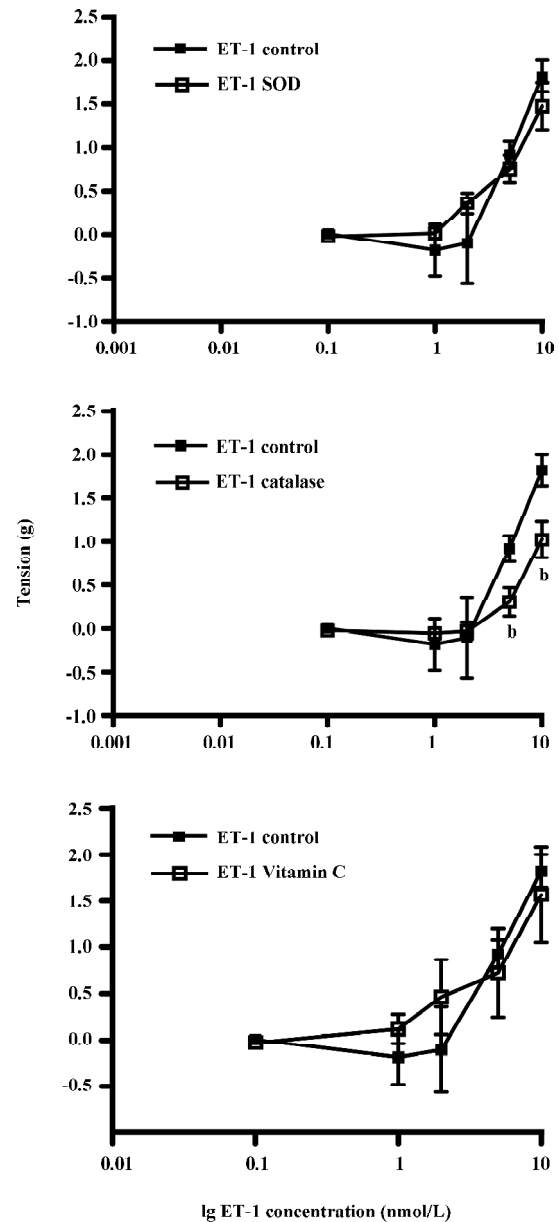 2.5
2.0
1.5
1.0
0.5
0.0
-0.5
-1.0
ET-1 control
ET-1 SOD
0.001 0.01 0.1 1 10
Tension (g)
2.5
2.0
1.5
1.0
0.5
0.0
-0.5
-1.0
ET-1 control
ET-1 catalase
b
b
0.001 0.01 0.1 1 10
2.5
2.0
1.5
1.0
0.5
0.0
-0.5
ET-1 control
ET-1 Vitamin C
0.01 0.1 1 10
lg ET-1 concentration (nmol/L)